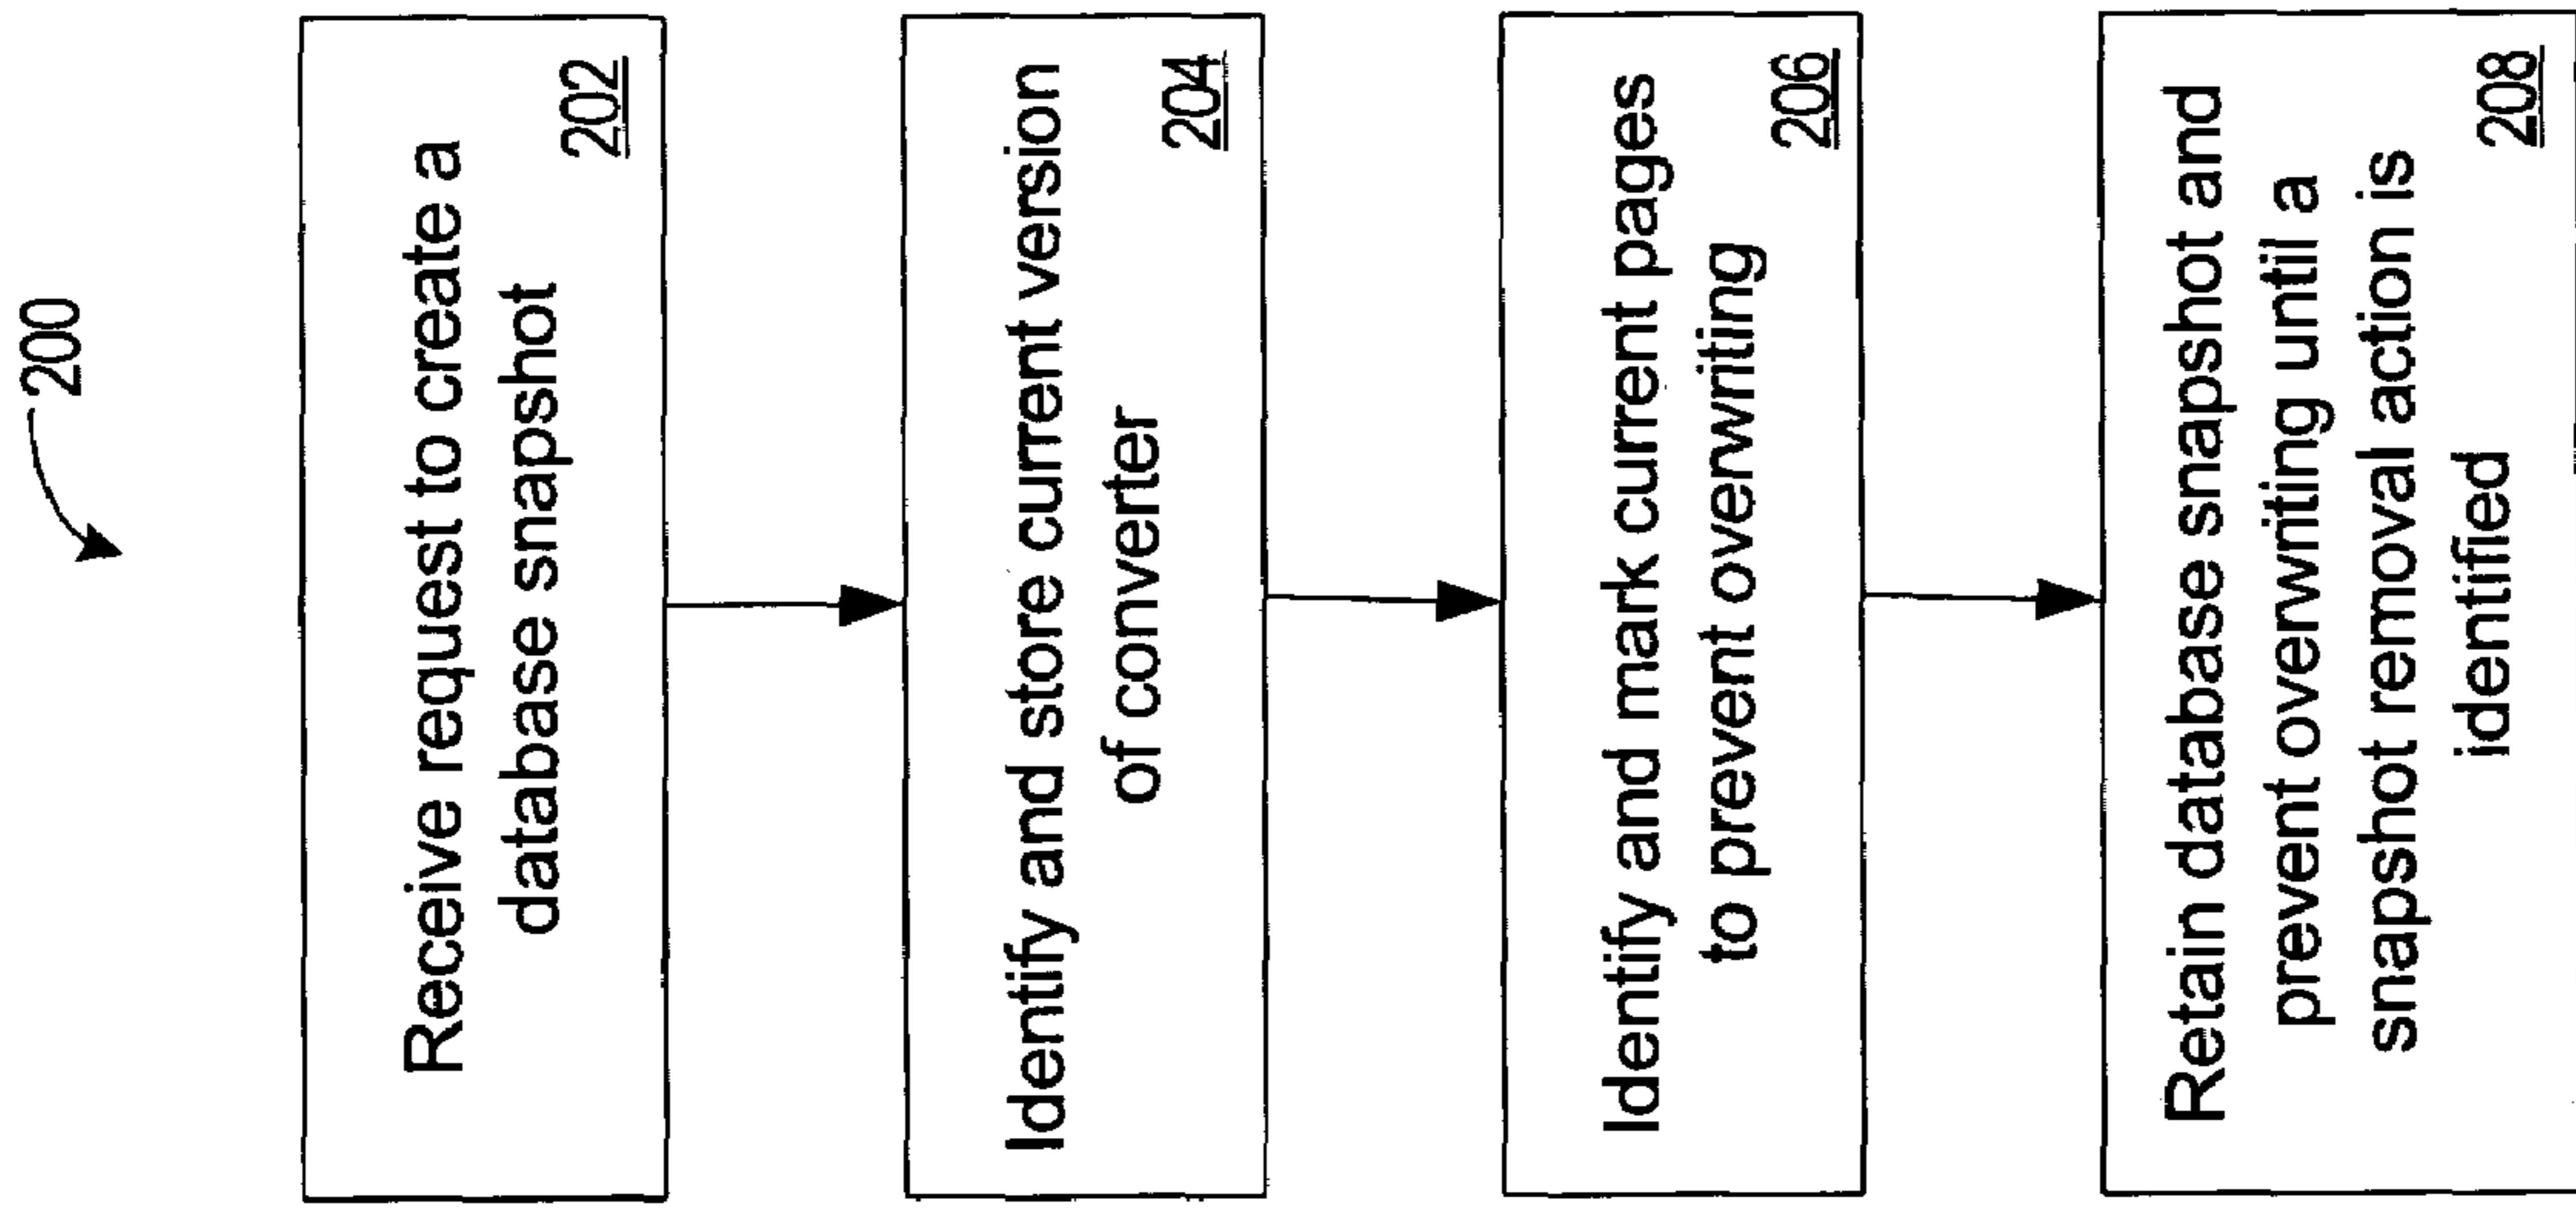 200
Receive request to create a
database snapshot
202
Identify and store current version
of converter
204
Identify and mark current pages
to prevent overwriting
206
Retain database snapshot and
prevent overwriting until a
snapshot removal action is
identified
208